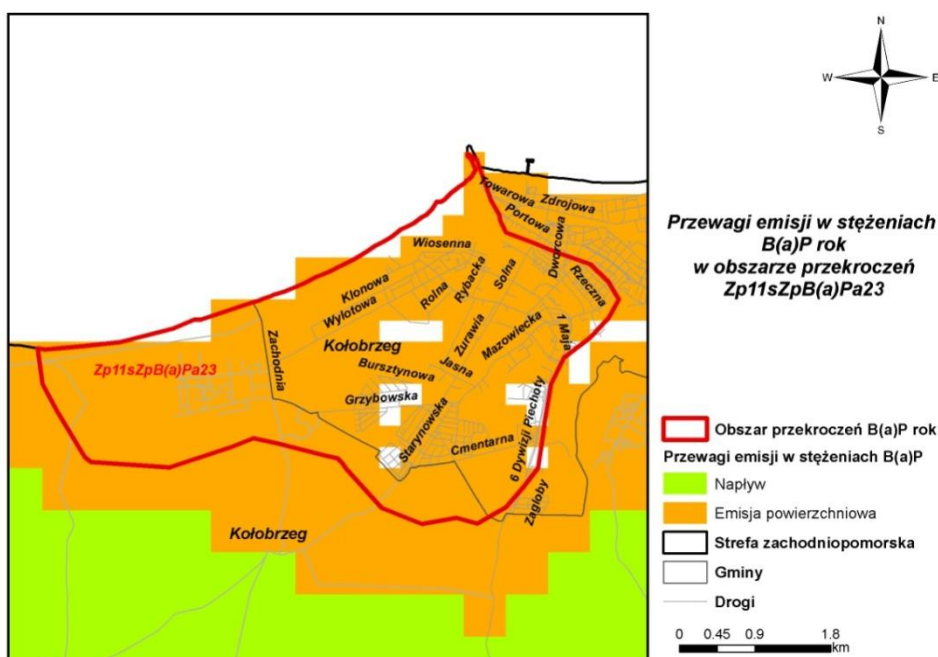 N
W E
S
Przewagi emisji w stężeniach
B(a)P rok
w obszarze przekroczeń
Zp11sZpB(a)Pa23
Towarowa
Zdrojowa
Portowa
Dworcowa
Wiosenna
Rzeczna
Klonowa
Wylotowa
Rolna
Rybacka
Solna
Zachodnia
Kołobrzeg
Żurawia
Mazowiecka
1 Maja
Zp11sZpB(a)Pa23
Bursztynowa
Jasna
Grzybowska
Starynowska
Cmentarna
6 Dywizji Piechoty
Zagłoby
Kołobrzeg
Obszar przekroczeń B(a)P rok
Przewagi emisji w stężeniach B(a)P
Napływ
Emisja powierzchniowa
Strefa zachodniopomorska
Gminy
Drogi
0 0.45 0.9 1.8
km